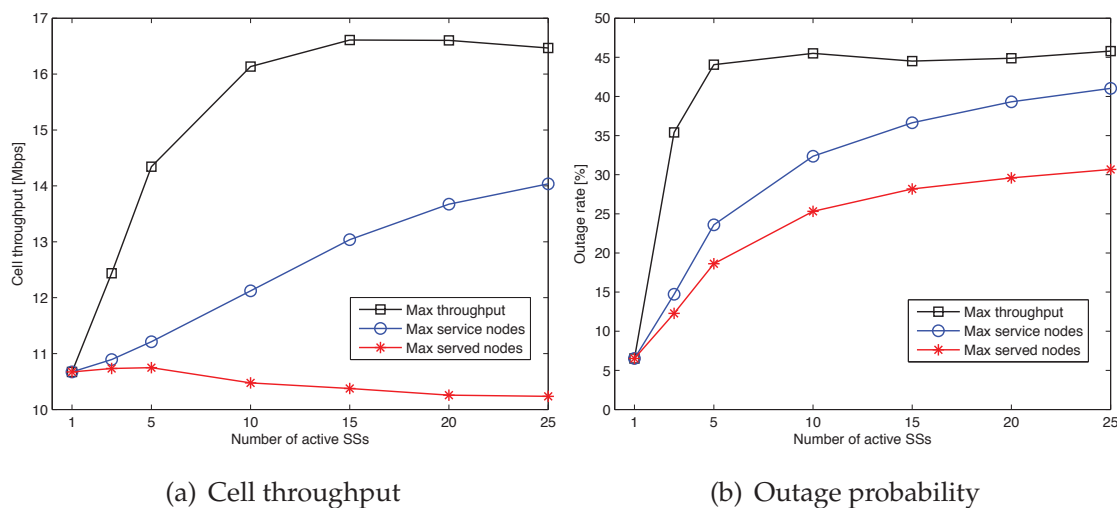 17
16
15
14
13
12
11
10
Cell throughput [Mbps]
1 5 10 15 20 25
Number of active SSs
Max throughput
Max service nodes
Max served nodes
(a) Cell throughput
50
45
40
35
30
25
20
15
10
5
0
Outage rate [%]
1 5 10 15 20 25
Number of active SSs
Max throughput
Max service nodes
Max served nodes
(b) Outage probability